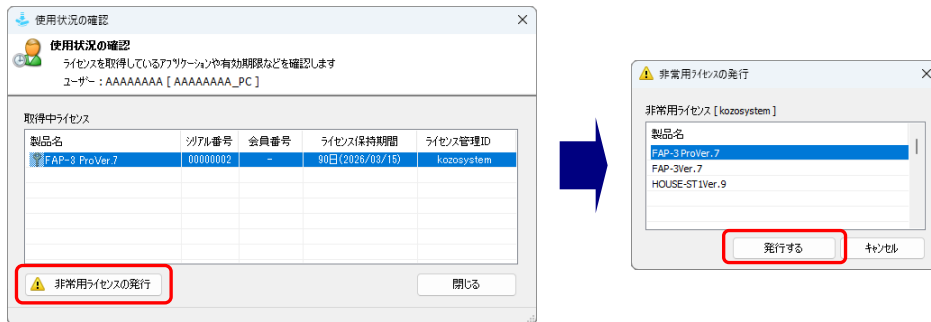 使用状況の確認
使用状況の確認
ライセンスを取得しているアプリケーションや有効期限などを確認します
ユーザー : AAAAAAAA [ AAAAAAAA_PC ]
取得中ライセンス
製品名 シリアル番号 会員番号 ライセンス保持期間 ライセンス管理ID
FAP-3 ProVer.7 00000002 - 90日(2026/03/15) kozosystem
非常用ライセンスの発行 閉じる
非常用ライセンスの発行
非常用ライセンス [ kozosystem ]
製品名
FAP-3 ProVer.7
FAP-3Ver.7
HOUSE-ST1Ver.9
発行する キャンセル